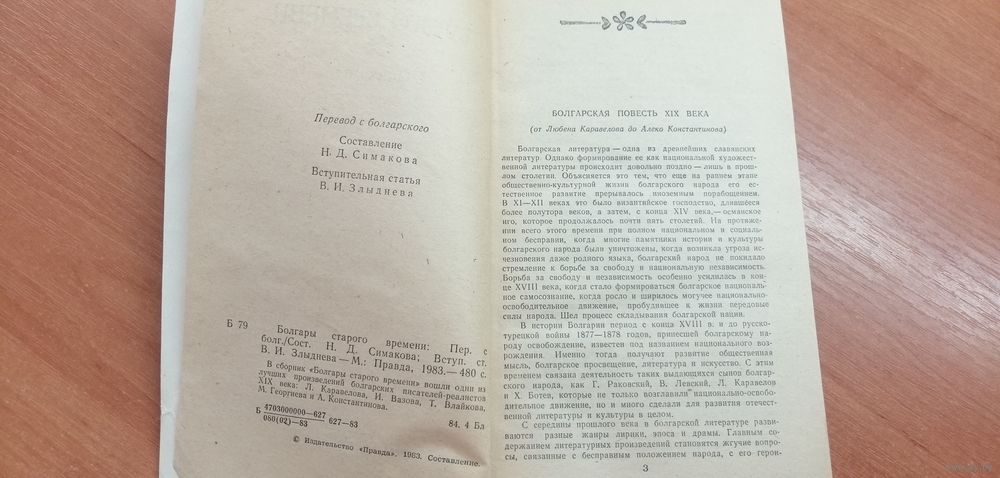 Перевод с болгарского
Составление
Н. Д. Симакова
Вступительная статья
В. И. Злыднева
Б 79
Болгары старого времени: Пер. с
болг./Сост. Н. Д. Симакова; Вступ. ст.
В. И. Злыднева — М.: Правда, 1983.— 480 с.
В сборник «Болгары старого времени» вошли одни из
лучших произведений болгарских писателей-реалистов
XIX века: Л. Каравелова, И. Вазова, Т. Влайкова,
М. Георгиева и А. Константинова.
Б 4703000000—627
080(02)—83
627—83
84. 4 Бл
© Издательство «Правда», 1983. Составление.
БОЛГАРСКАЯ ПОВЕСТЬ XIX ВЕКА
(от Любена Каравелова до Алеко Константинова)
Болгарская литература — одна из древнейших славянских
литератур. Однако формирование ее как национальной художест-
венной литературы происходит довольно поздно — лишь в прош-
лом столетии. Объясняется это тем, что еще на раннем этапе
общественно-культурной жизни болгарского народа его ес-
тественное развитие прерывалось иноземным порабощением.
В XI—XII веках это было византийское господство, длившееся
более полутора веков, а затем, с конца XIV века,— османское
иго, которое продолжалось почти пять столетий. На протяже-
нии всего этого времени при полном национальном и социаль-
ном бесправии, когда многие памятники истории и культуры
болгарского народа были уничтожены, когда возникла угроза ис-
чезновения даже родного языка, болгарский народ не покидало
стремление к борьбе за свободу и национальную независимость.
Борьба за свободу и независимость особенно усилилась в кон-
це XVIII века, когда стало формироваться болгарское националь-
ное самосознание, когда росло и ширилось могучее национально-
освободительное движение, пробудившее к жизни передовые
силы народа. Шел процесс складывания болгарской нации.
В истории Болгарии период с конца XVIII в. и до русско-
турецкой войны 1877—1878 годов, принесшей болгарскому на-
роду освобождение, известен под названием национального воз-
рождения. Именно тогда получают развитие общественная
мысль, болгарское просвещение, литература и искусство. С этим
временем связана деятельность таких выдающихся сынов болгар-
ского народа, как Г. Раковский, В. Левский, Л. Каравелов
и Х. Ботев, которые не только возглавили национально-освобо-
дительное движение, но и много сделали для развития отечест-
венной литературы и культуры в целом.
С середины прошлого века в болгарской литературе разви-
ваются разные жанры лирики, эпоса и драмы. Главным со-
держанием литературных произведений становятся жгучие вопро-
сы, связанные с бесправным положением народа, с его герои-
3